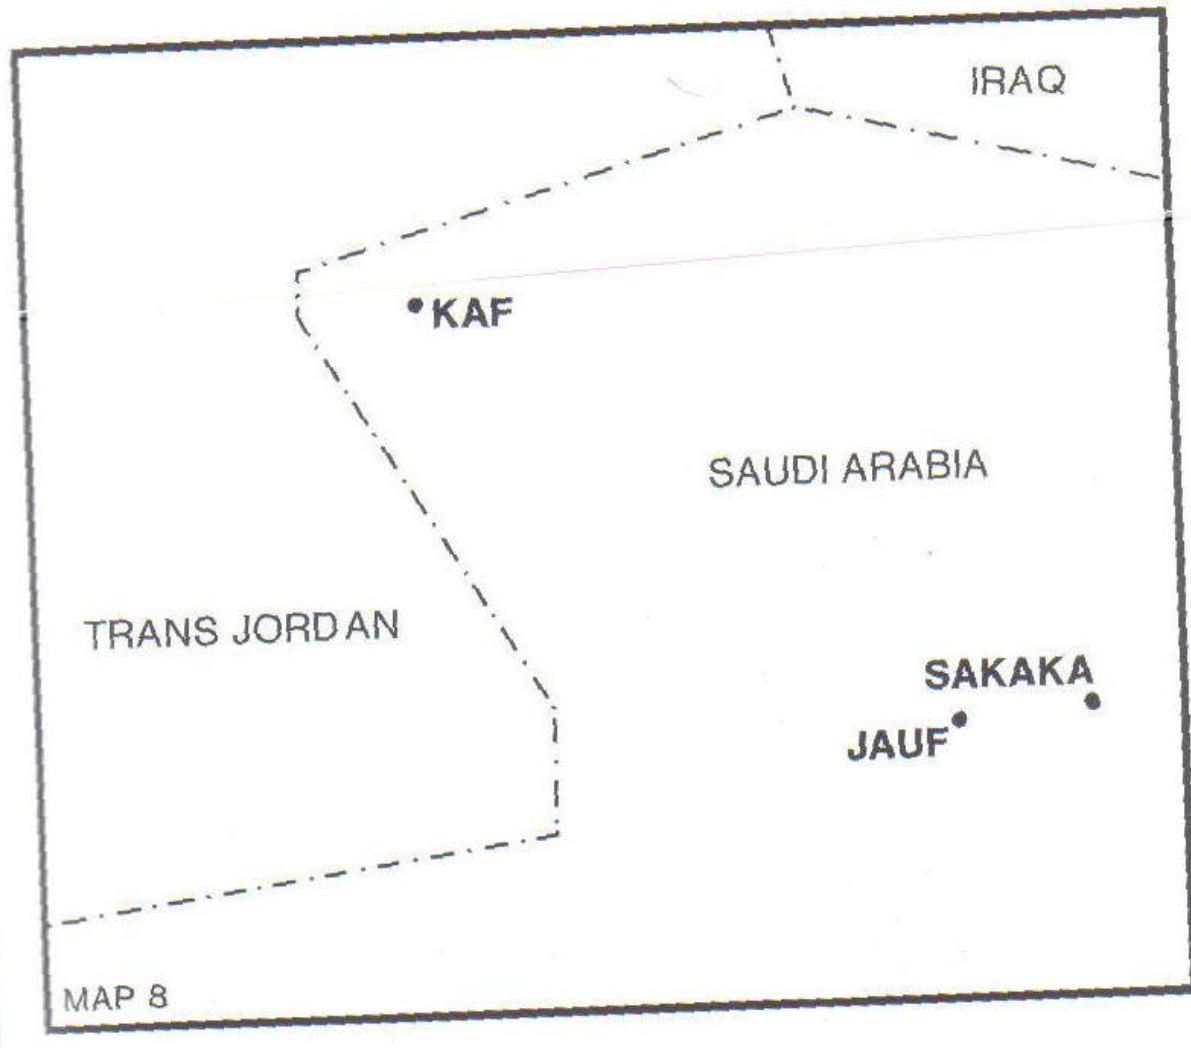 IRAQ
KAF
SAUDI ARABIA
TRANS JORDAN
SAKAKA
JAUF
MAP 8